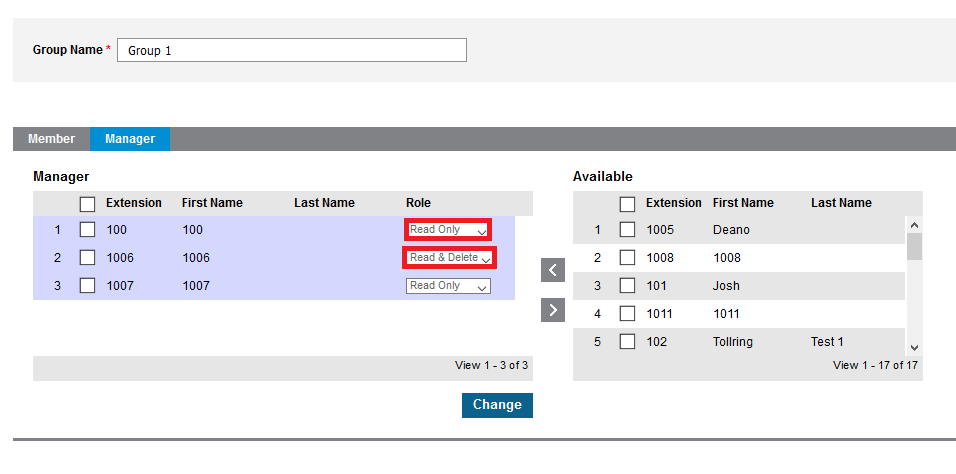 Group Name * Group 1
Member Manager
Manager
Extension First Name Last Name Role
1 100 100 Read Only
2 1006 1006 Read & Delete
3 1007 1007 Read Only
View 1 - 3 of 3
Change
Available
Extension First Name Last Name
1 1005 Deano
2 1008 1008
3 101 Josh
4 1011 1011
5 102 Tollring Test 1
View 1 - 17 of 17